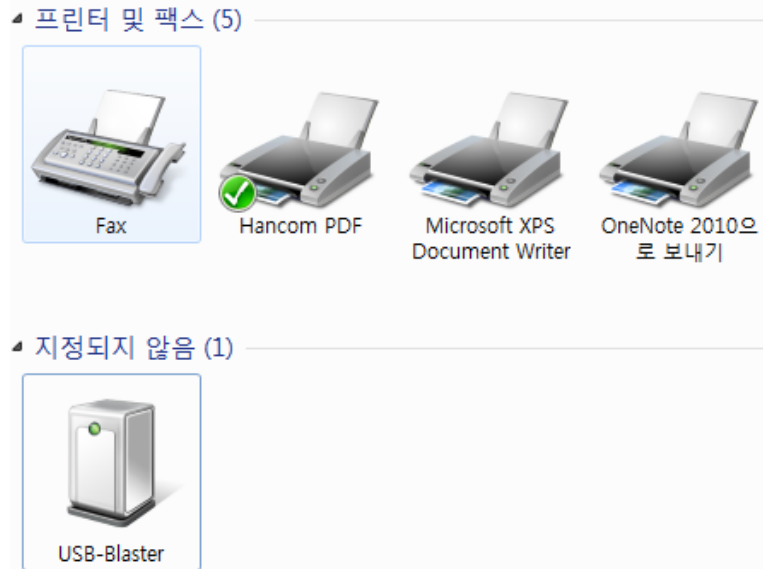 프린터 및 팩스 (5)
Fax
Hancom PDF
Microsoft XPS
Document Writer
OneNote 2010으
로 보내기
지정되지 않음 (1)
USB-Blaster